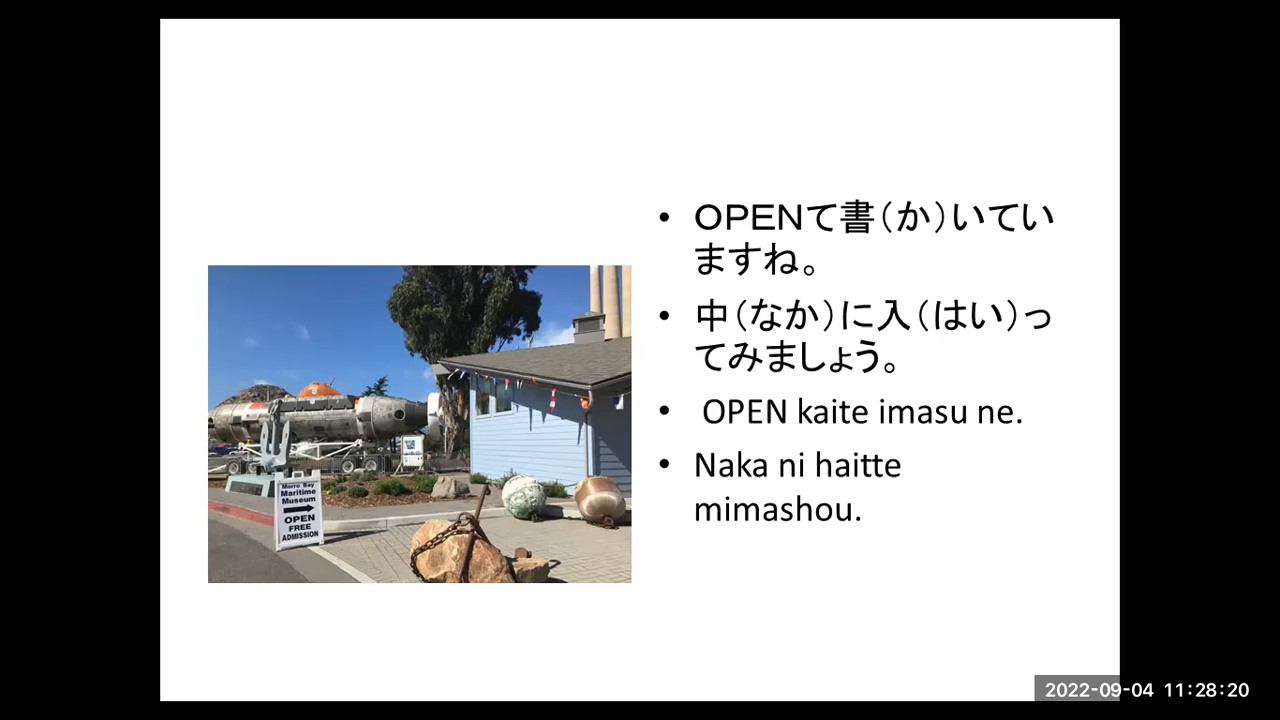 OPENて書(か)いてい
ますね。
中(なか)に入(はい)っ
てみましょう。
OPEN kaite imasu ne.
Naka ni haitte
mimashou.
Morro Bay
Maritime
Museum
OPEN
FREE
ADMISSION
2022-09-04 11:28:20